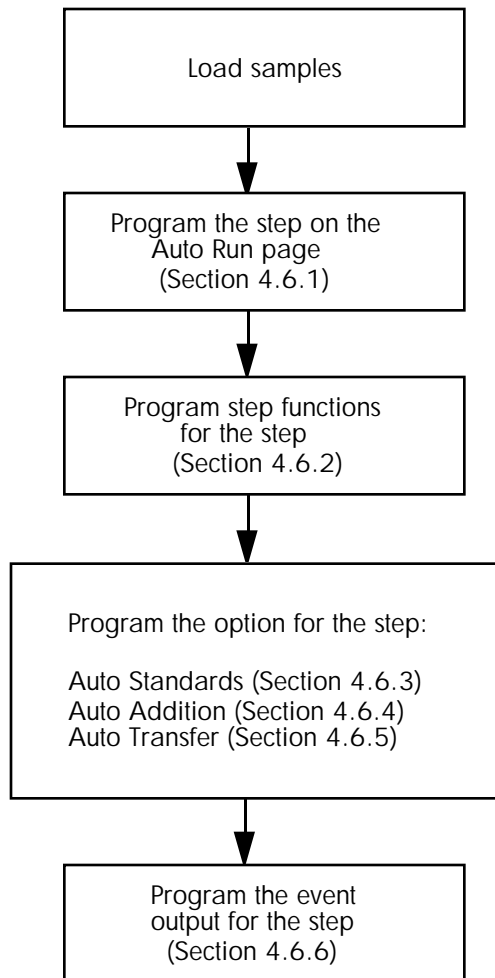 Load samples
Program the step on the
Auto Run page
(Section 4.6.1)
Program step functions
for the step
(Section 4.6.2)
Program the option for the step:
Auto Standards (Section 4.6.3)
Auto Addition (Section 4.6.4)
Auto Transfer (Section 4.6.5)
Program the event
output for the step
(Section 4.6.6)